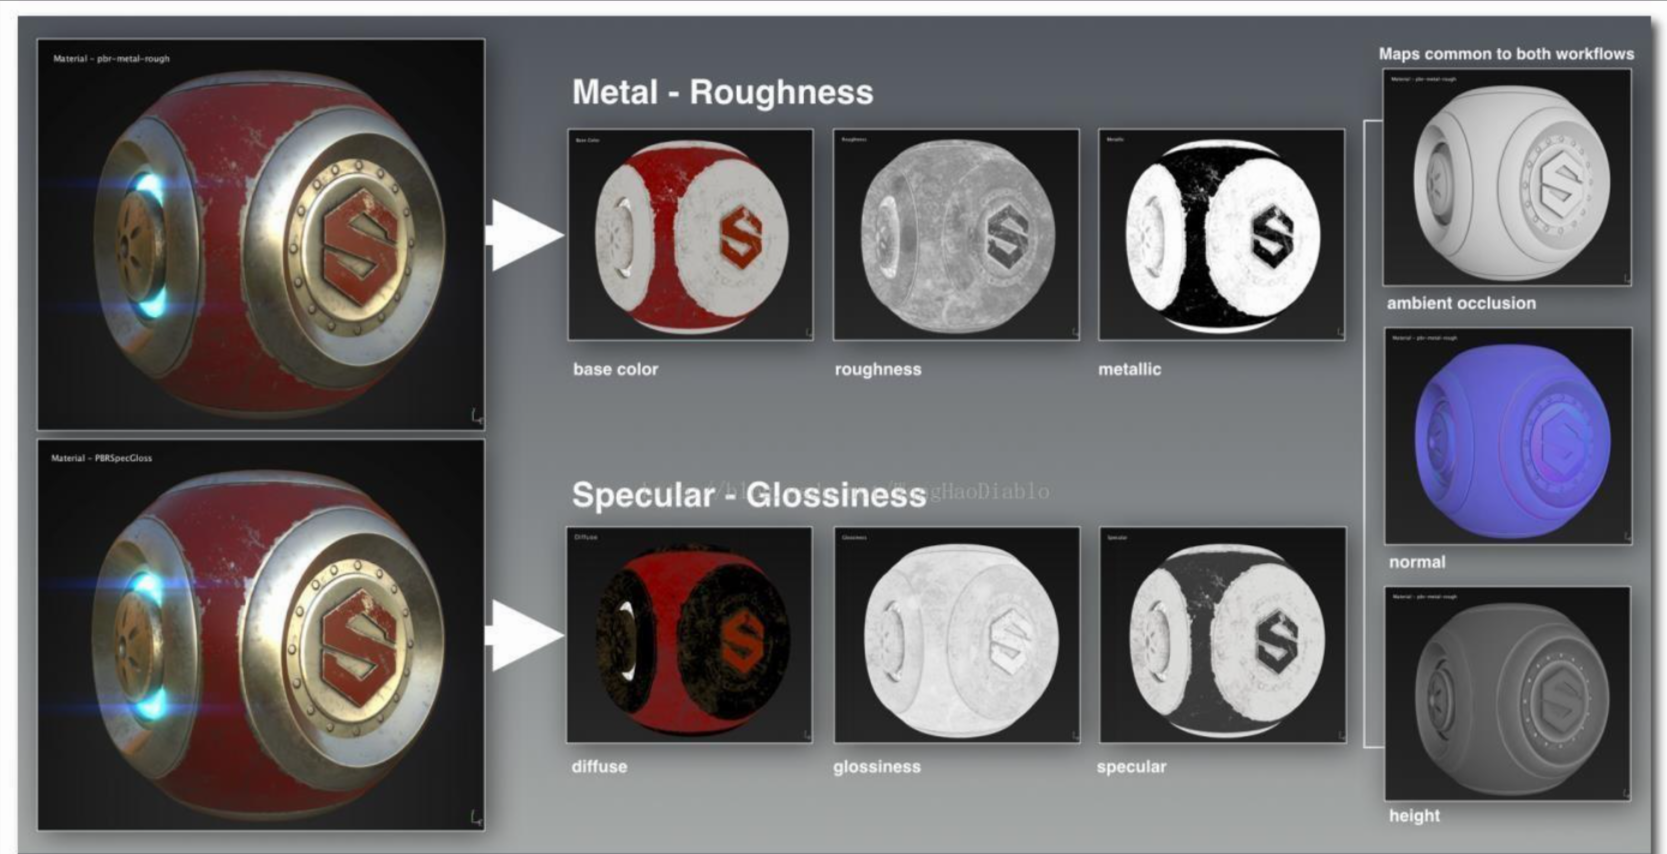 Material - pbr-metal-rough
Metal - Roughness
Base Color
Roughness
Metallic
base color
roughness
metallic
Maps common to both workflows
Material - pbr-metal-rough
ambient occlusion
Material - pbr-metal-rough
normal
Material - pbr-metal-rough
height
Material - PBRSpecGloss
Specular - Glossiness
HaoDiablo
Diffuse
Glossiness
Specular
diffuse
glossiness
specular